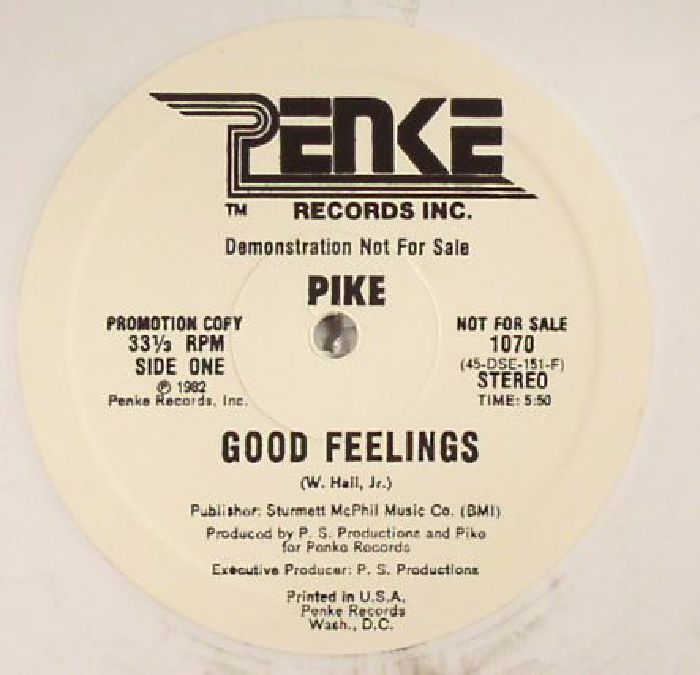 PENKE
TM RECORDS INC.
Demonstration Not For Sale
PIKE
PROMOTION COPY
33⅓ RPM
SIDE ONE
℗ 1982
Penke Records, Inc.
NOT FOR SALE
1070
(45-DSE-151-F)
STEREO
TIME: 5:50
GOOD FEELINGS
(W. Hall, Jr.)
Publisher: Sturmett McPhil Music Co. (BMI)
Produced by P. S. Productions and Pike
for Penke Records
Executive Producer: P. S. Productions
Printed in U.S.A.
Penke Records
Wash., D.C.